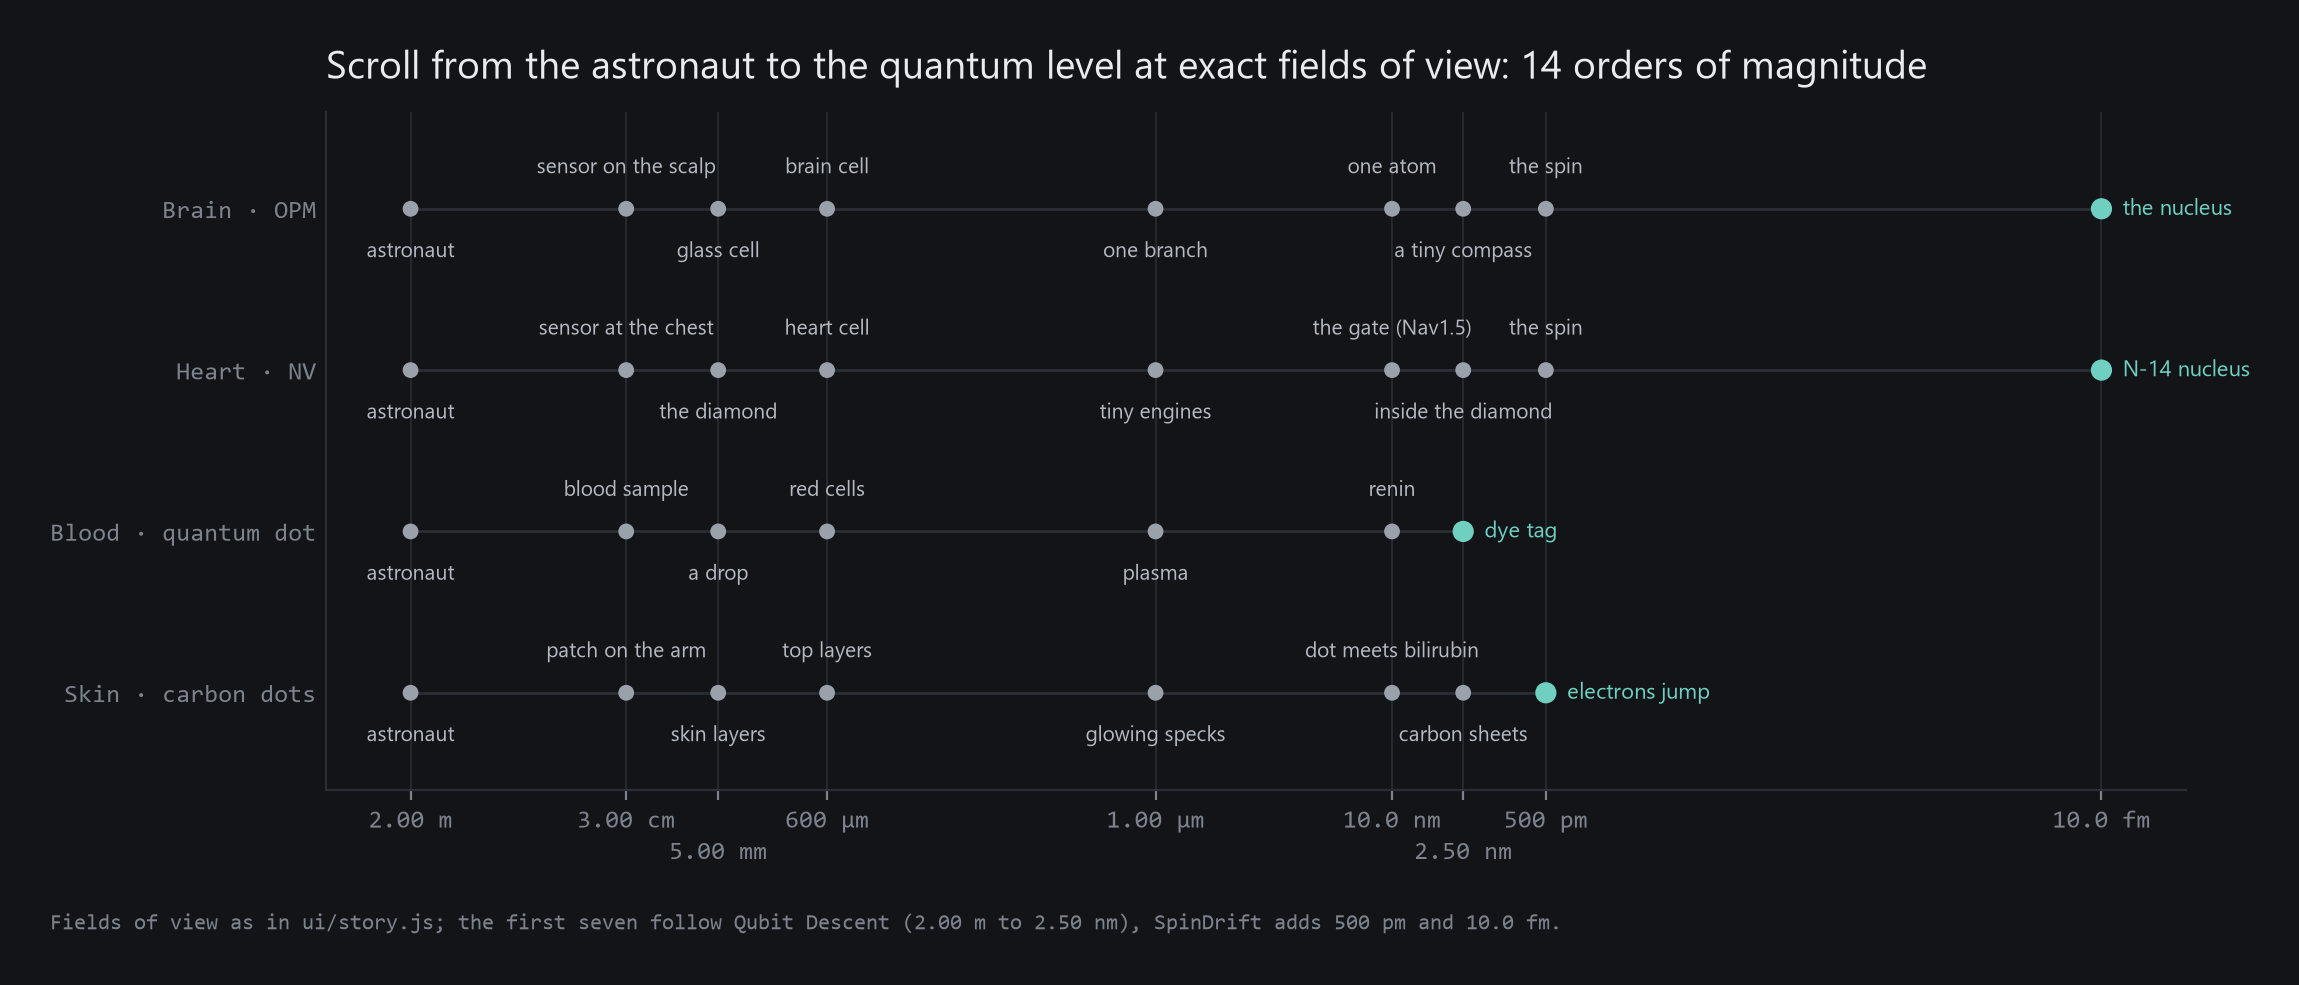 Scroll from the astronaut to the quantum level at exact fields of view: 14 orders of magnitude
sensor on the scalp
brain cell
one atom
the spin
Brain · OPM
the nucleus
astronaut
glass cell
one branch
a tiny compass
sensor at the chest
heart cell
the gate (Nav1.5)
the spin
Heart · NV
N-14 nucleus
astronaut
the diamond
tiny engines
inside the diamond
blood sample
red cells
renin
Blood · quantum dot
dye tag
astronaut
a drop
plasma
patch on the arm
top layers
dot meets bilirubin
Skin · carbon dots
electrons jump
astronaut
skin layers
glowing specks
carbon sheets
2.00 m
3.00 cm
600 µm
1.00 µm
10.0 nm
500 pm
10.0 fm
5.00 mm
2.50 nm
Fields of view as in ui/story.js; the first seven follow Qubit Descent (2.00 m to 2.50 nm), SpinDrift adds 500 pm and 10.0 fm.